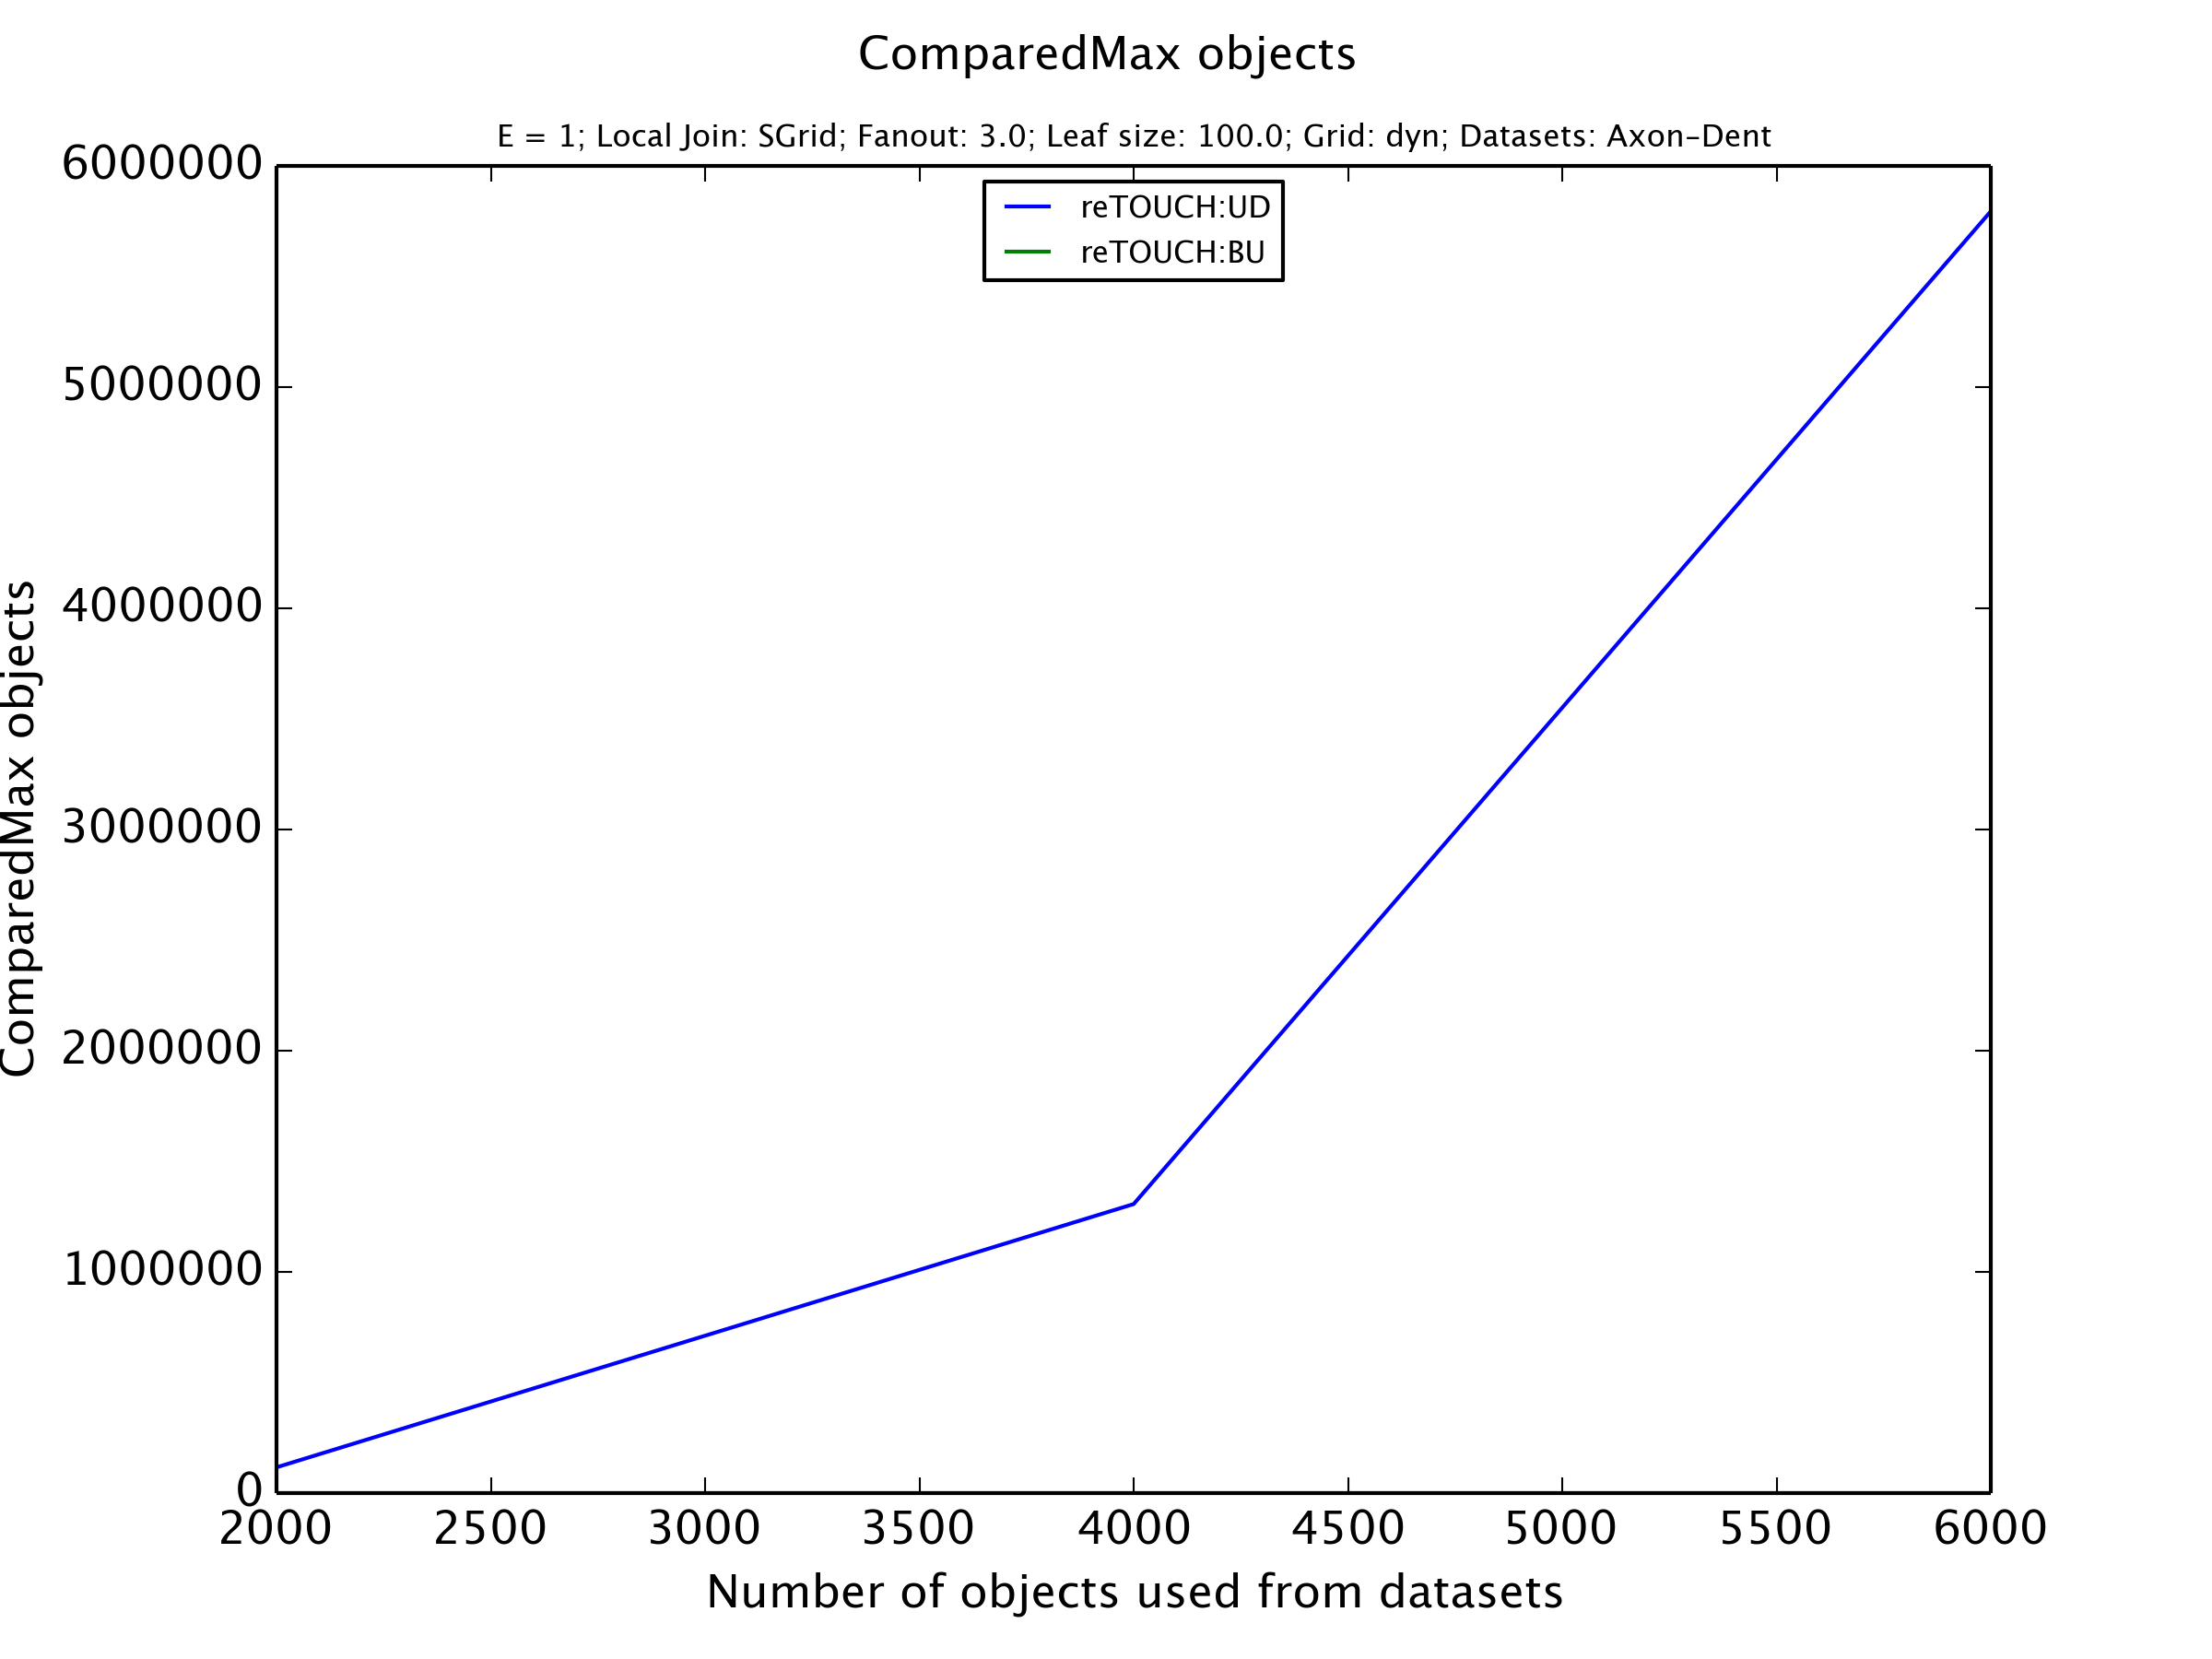 ComparedMax objects
E = 1; Local Join: SGrid; Fanout: 3.0; Leaf size: 100.0; Grid: dyn; Datasets: Axon-Dent
reTOUCH:UD
reTOUCH:BU
6000000
5000000
4000000
3000000
2000000
1000000
0
ComparedMax objects
2000 2500 3000 3500 4000 4500 5000 5500 6000
Number of objects used from datasets